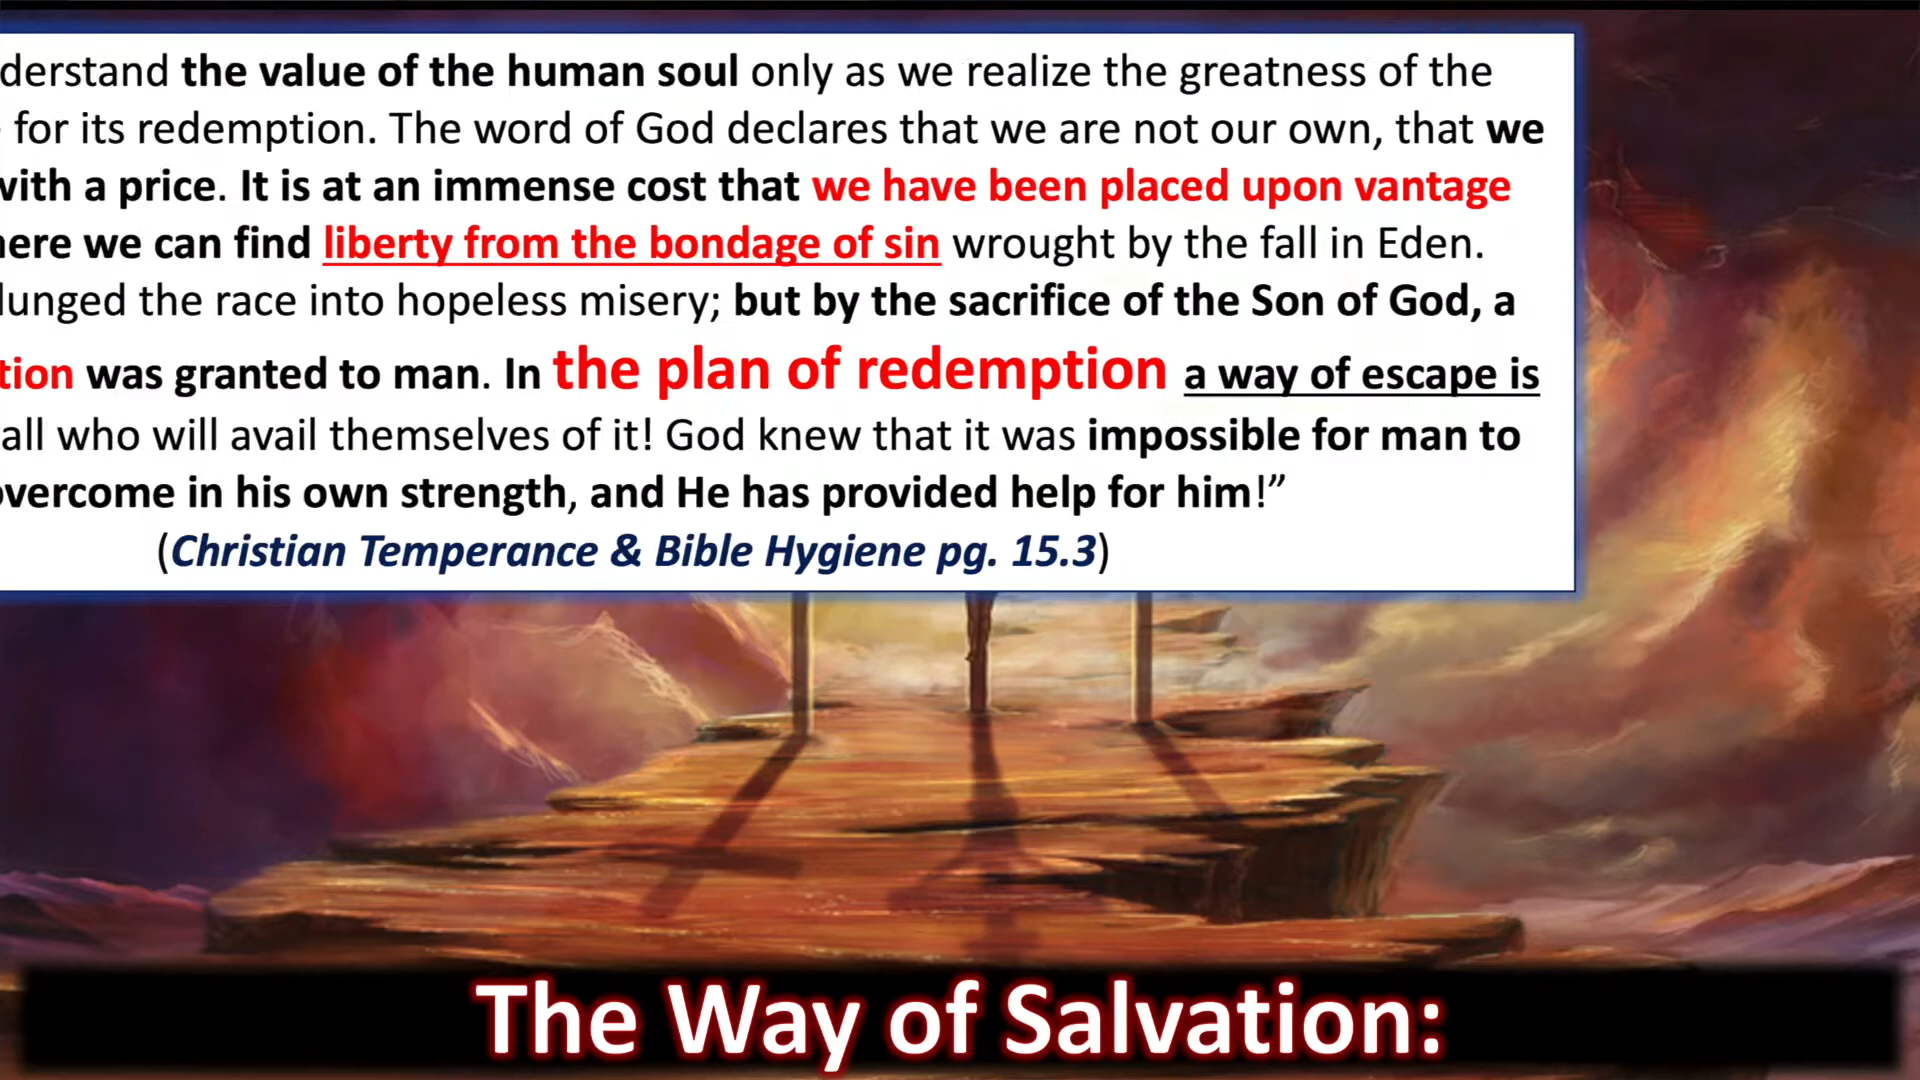 derstand the value of the human soul only as we realize the greatness of the
for its redemption. The word of God declares that we are not our own, that we
with a price. It is at an immense cost that we have been placed upon vantage
here we can find liberty from the bondage of sin wrought by the fall in Eden.
lunged the race into hopeless misery; but by the sacrifice of the Son of God, a
tion was granted to man. In the plan of redemption a way of escape is
all who will avail themselves of it! God knew that it was impossible for man to
overcome in his own strength, and He has provided help for him!”
(Christian Temperance & Bible Hygiene pg. 15.3)
The Way of Salvation: